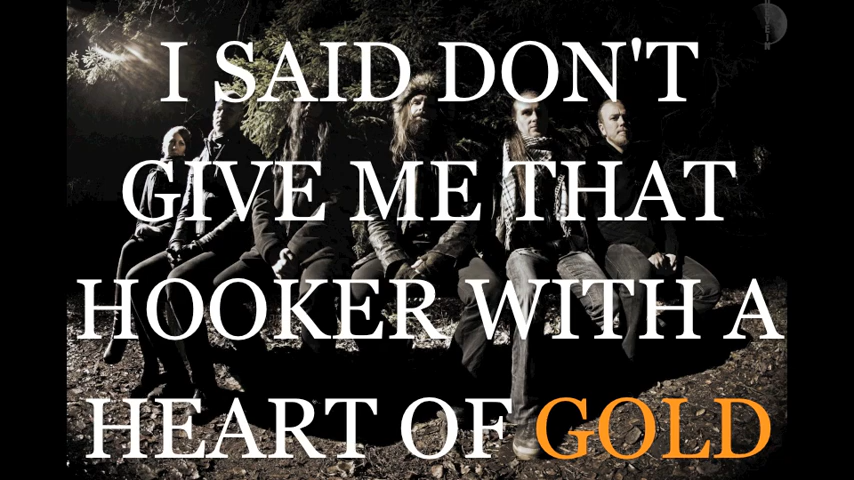 I SAID DON'T
GIVE ME THAT
HOOKER WITH A
HEART OF GOLD